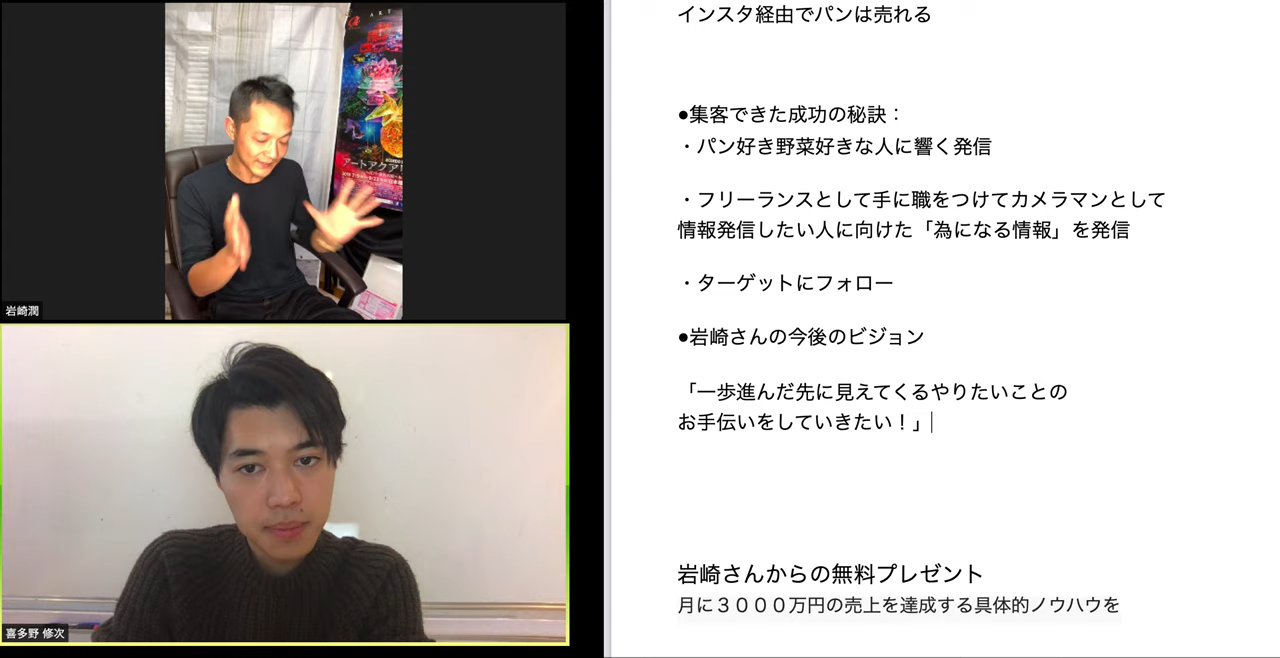 インスタ経由でパンは売れる
●集客できた成功の秘訣：
・パン好き野菜好きな人に響く発信
・フリーランスとして手に職をつけてカメラマンとして
情報発信したい人に向けた「為になる情報」を発信
・ターゲットにフォロー
●岩崎さんの今後のビジョン
「一歩進んだ先に見えてくるやりたいことの
お手伝いをしていきたい！」
岩崎さんからの無料プレゼント
月に３０００万円の売上を達成する具体的ノウハウを
ART
アートアクア
岩崎潤
喜多野 修次